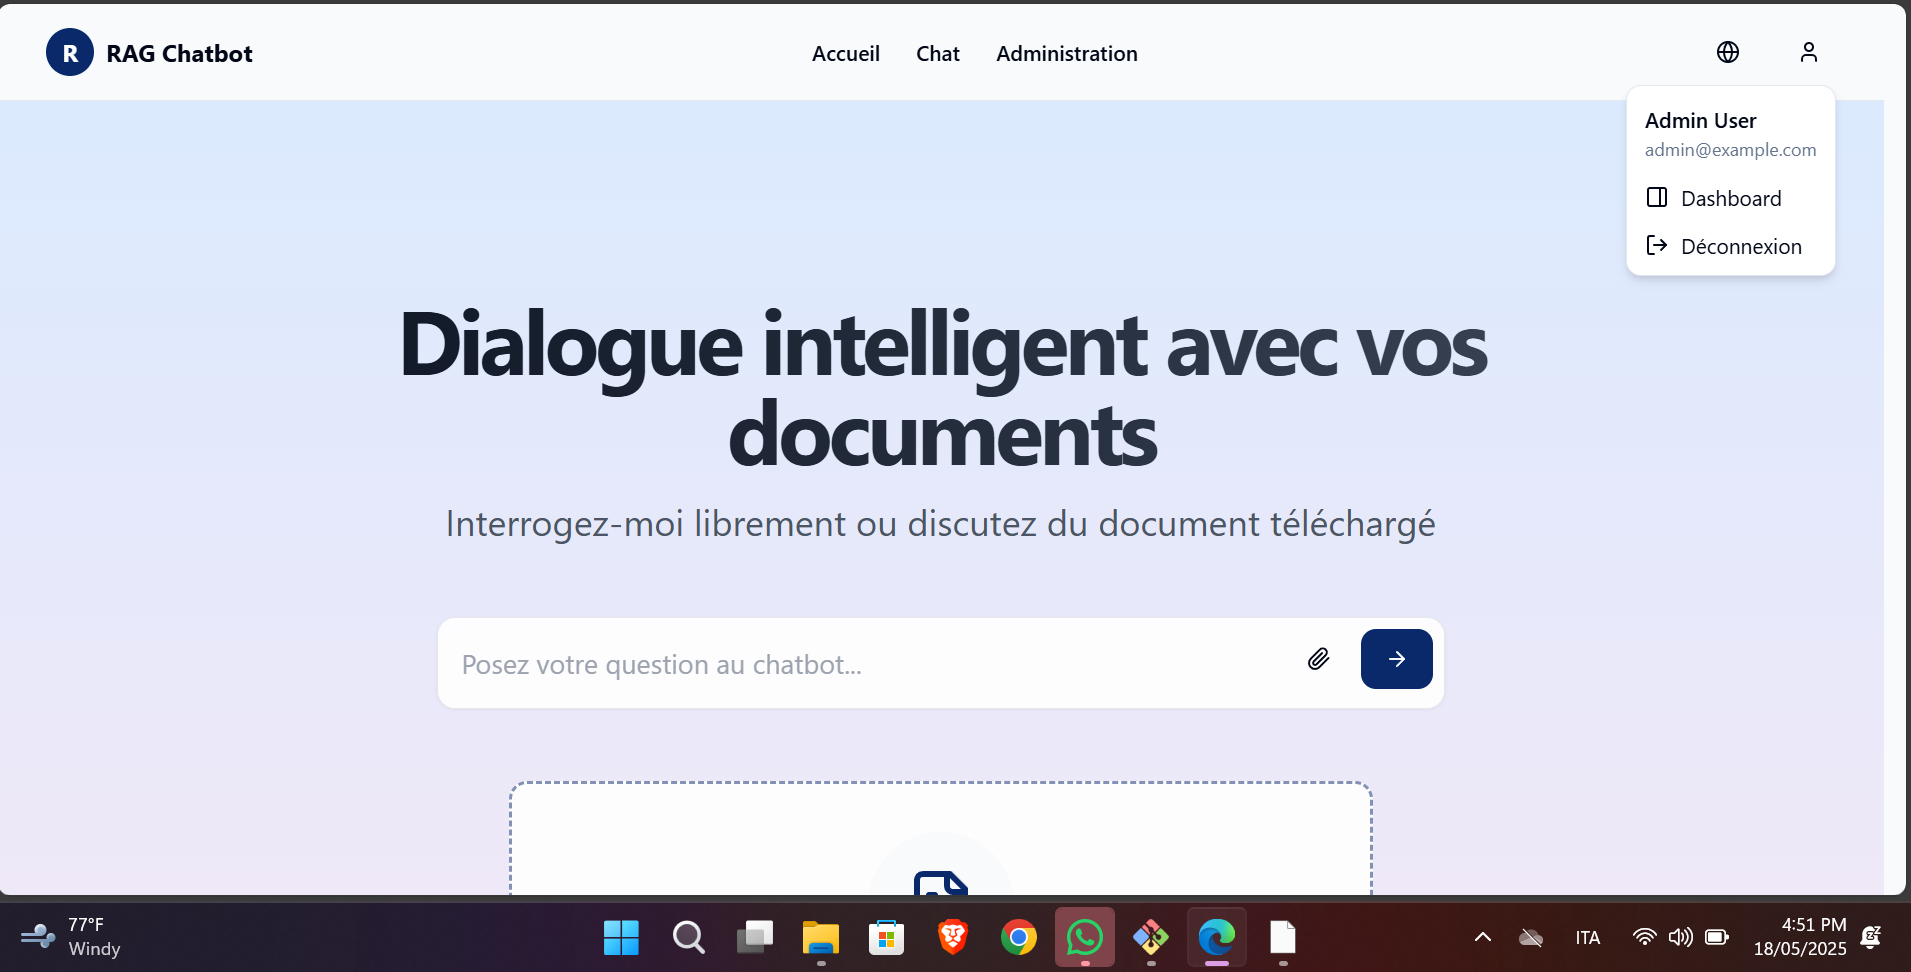 R RAG Chatbot
Accueil Chat Administration
Admin User
admin@example.com
Dashboard
Déconnexion
Dialogue intelligent avec vos
documents
Interrogez-moi librement ou discutez du document téléchargé
Posez votre question au chatbot...
77°F
Windy
ITA
4:51 PM
18/05/2025